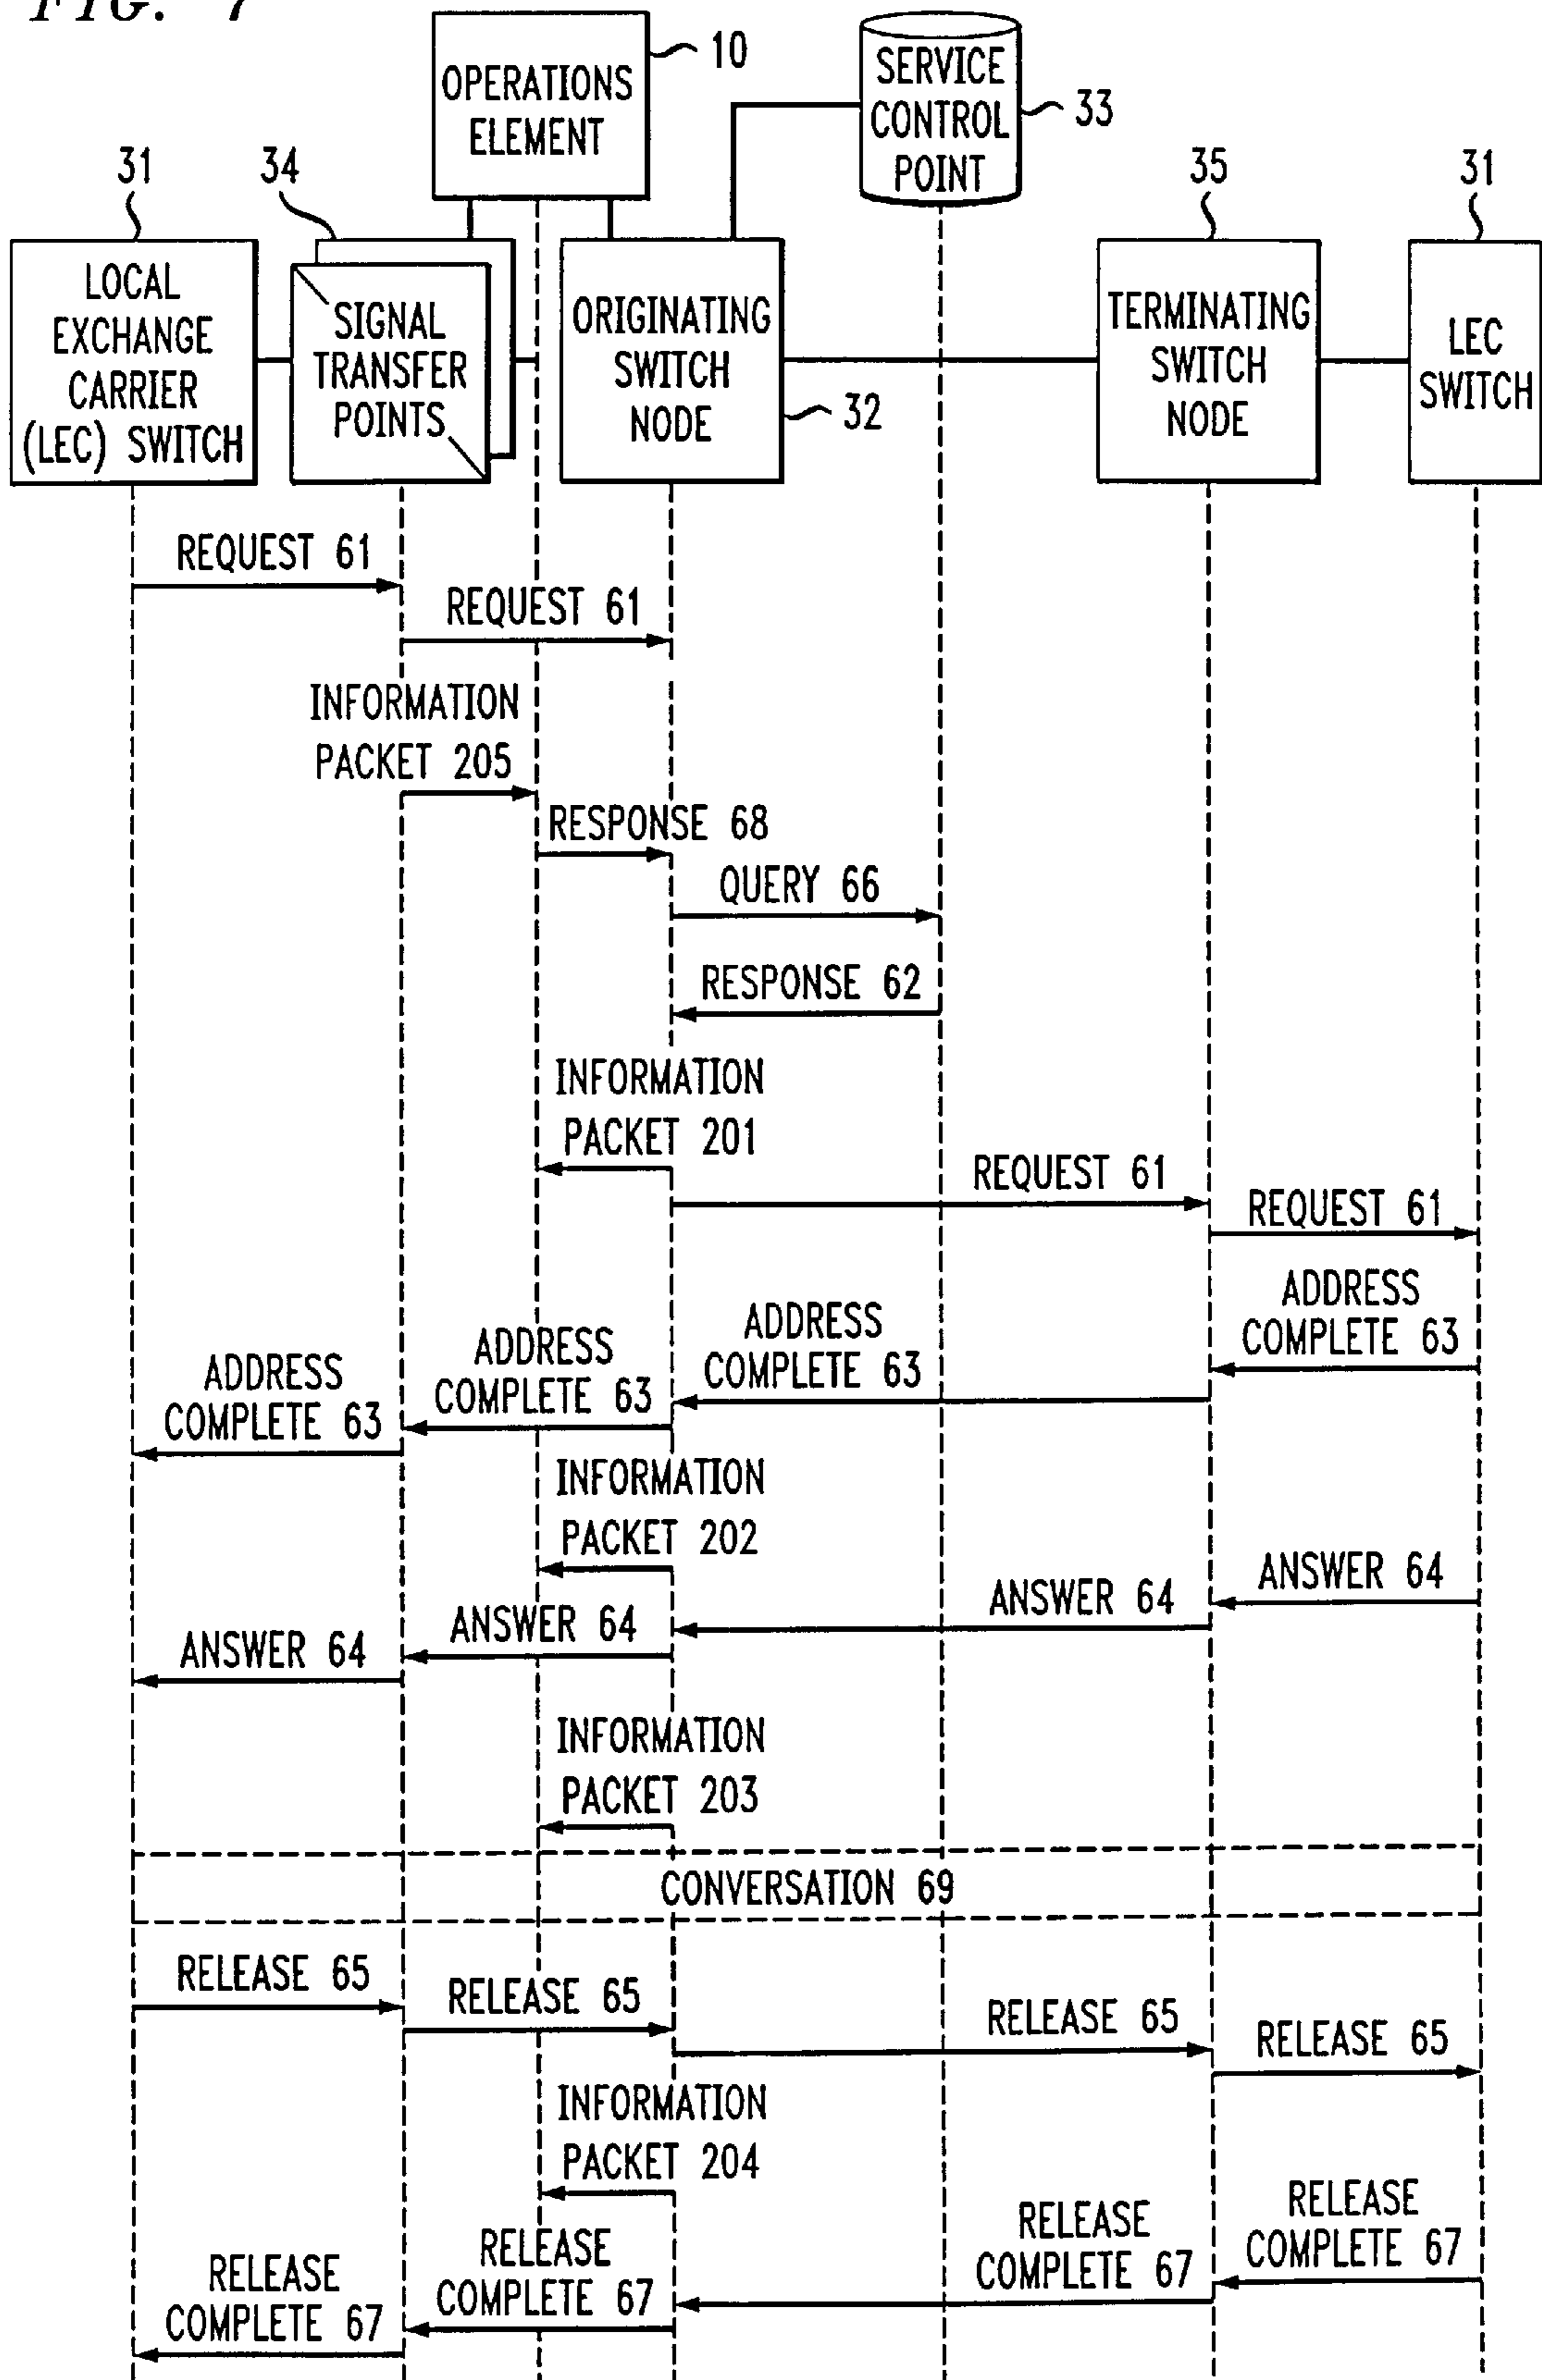 FIG. 7
OPERATIONS
ELEMENT
10
SERVICE
CONTROL
POINT
33
31
34
35
31
LOCAL
EXCHANGE
CARRIER
(LEC) SWITCH
SIGNAL
TRANSFER
POINTS
ORIGINATING
SWITCH
NODE
32
TERMINATING
SWITCH
NODE
LEC
SWITCH
REQUEST 61
REQUEST 61
INFORMATION
PACKET 205
RESPONSE 68
QUERY 66
RESPONSE 62
INFORMATION
PACKET 201
REQUEST 61
REQUEST 61
ADDRESS
COMPLETE 63
ADDRESS
COMPLETE 63
ADDRESS
COMPLETE 63
ADDRESS
COMPLETE 63
INFORMATION
PACKET 202
ANSWER 64
ANSWER 64
ANSWER 64
ANSWER 64
INFORMATION
PACKET 203
CONVERSATION 69
RELEASE 65
RELEASE 65
RELEASE 65
RELEASE 65
INFORMATION
PACKET 204
RELEASE
COMPLETE 67
RELEASE
COMPLETE 67
RELEASE
COMPLETE 67
RELEASE
COMPLETE 67